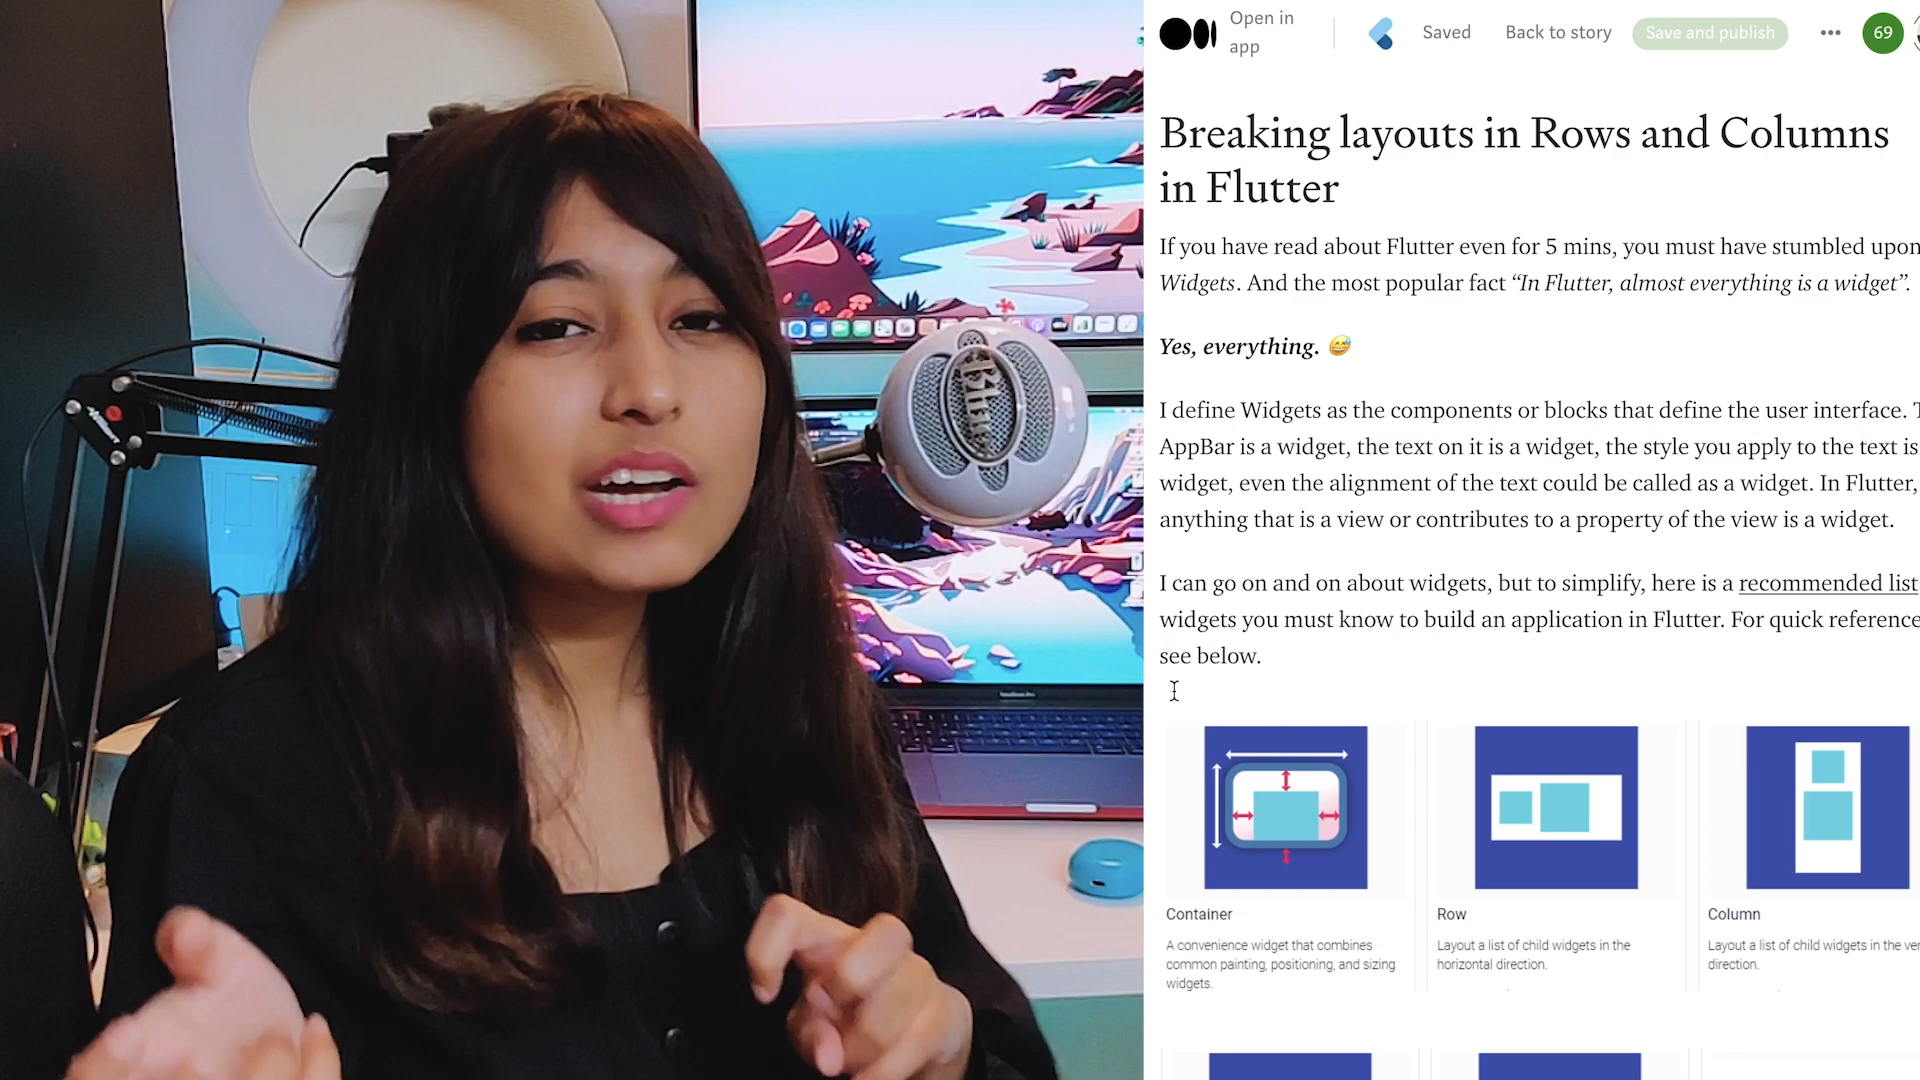 Open in
app
Saved
Back to story
Save and publish
69
Breaking layouts in Rows and Columns
in Flutter
If you have read about Flutter even for 5 mins, you must have stumbled upon
Widgets. And the most popular fact “In Flutter, almost everything is a widget”.
Yes, everything. 😅
I define Widgets as the components or blocks that define the user interface. T
AppBar is a widget, the text on it is a widget, the style you apply to the text is
widget, even the alignment of the text could be called as a widget. In Flutter,
anything that is a view or contributes to a property of the view is a widget.
I can go on and on about widgets, but to simplify, here is a recommended list
widgets you must know to build an application in Flutter. For quick reference
see below.
Container
A convenience widget that combines
common painting, positioning, and sizing
widgets.
Row
Layout a list of child widgets in the
horizontal direction.
Column
Layout a list of child widgets in the ver
direction.
Blue
MacBook Pro